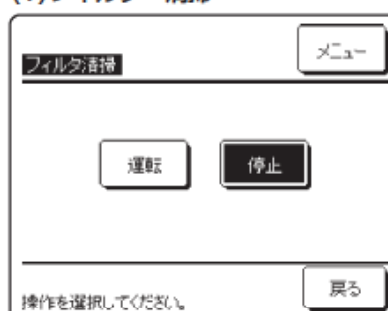 フィルタ清掃
メニュー
運転
停止
戻る
操作を選択してください。